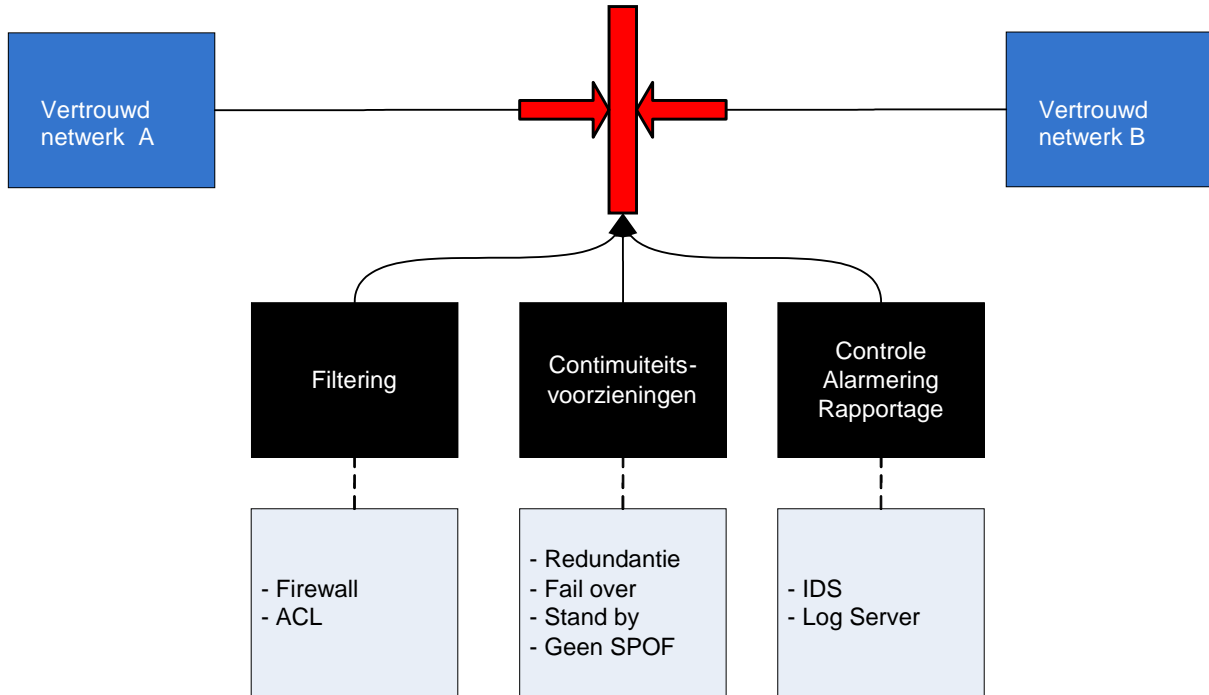 Vertrouwd
netwerk A
Vertrouwd
netwerk B
Filtering
Contimuiteits-
voorzieningen
Controle
Alarmering
Rapportage
- Firewall
- ACL
- Redundantie
- Fail over
- Stand by
- Geen SPOF
- IDS
- Log Server